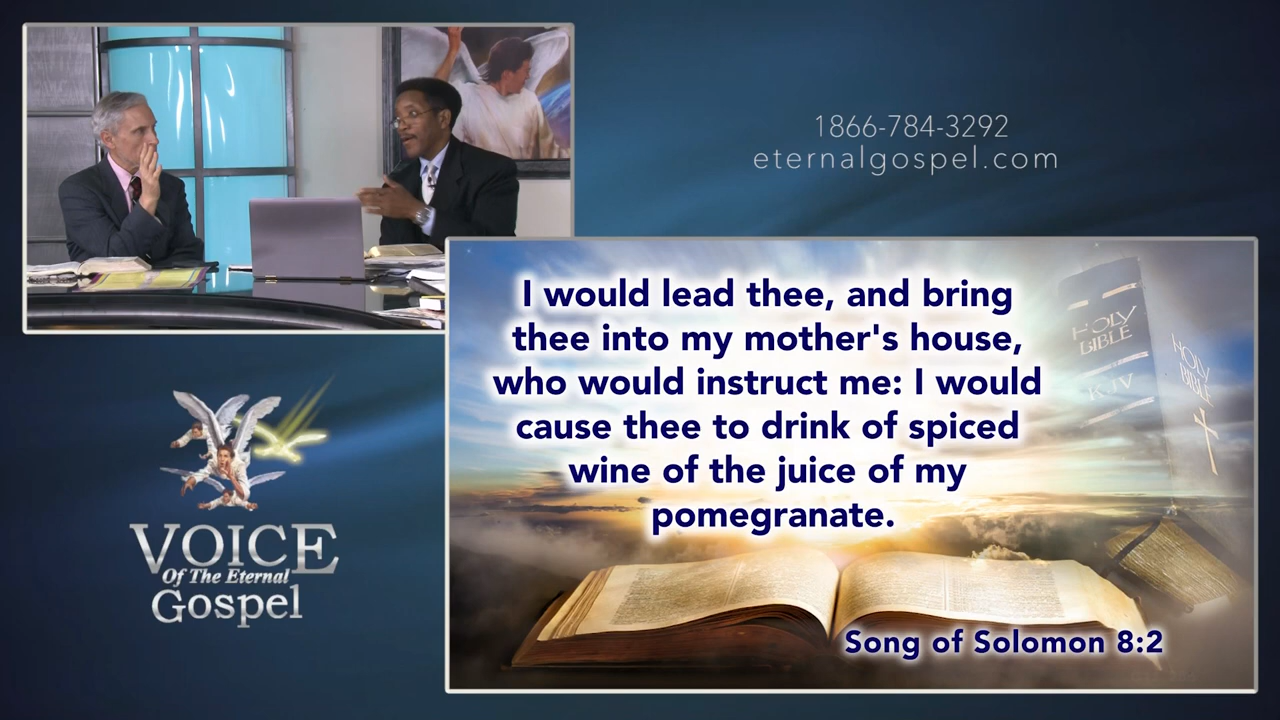 1866-784-3292
eternalgospel.com
I would lead thee, and bring
thee into my mother's house,
who would instruct me: I would
cause thee to drink of spiced
wine of the juice of my
pomegranate.
Song of Solomon 8:2
HOLY
BIBLE
KJV
HOLY
BIBLE
VOICE
Of The Eternal
Gospel